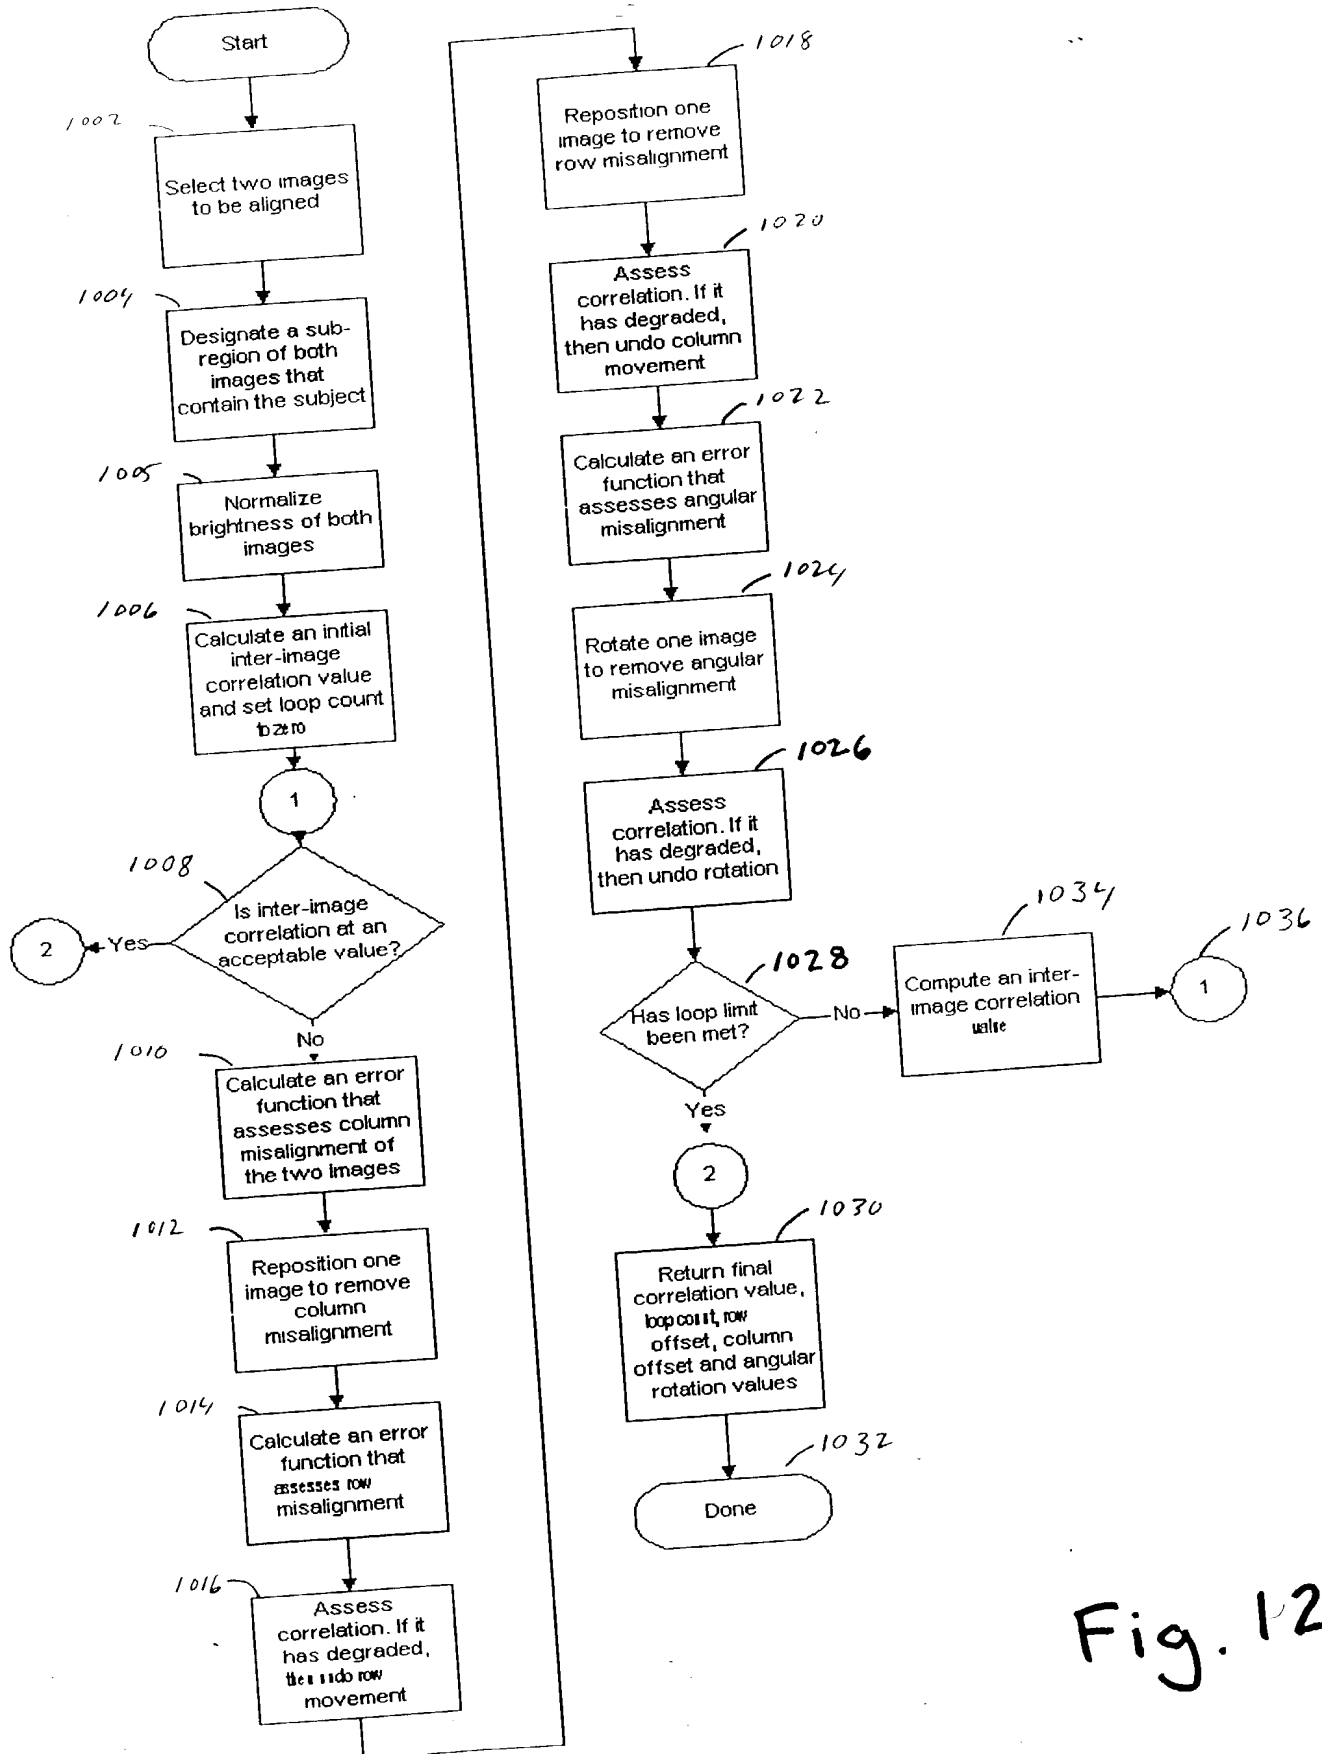 Start
1002
Select two images
to be aligned
1004
Designate a sub-
region of both
images that
contain the subject
1005
Normalize
brightness of both
images
1006
Calculate an initial
inter-image
correlation value
and set loop count
to zero
1
1008
Is inter-image
correlation at an
acceptable value?
Yes
2
No
1010
Calculate an error
function that
assesses column
misalignment of
the two images
1012
Reposition one
image to remove
column
misalignment
1014
Calculate an error
function that
assesses row
misalignment
1016
Assess
correlation. If it
has degraded,
then undo row
movement
1018
Reposition one
image to remove
row misalignment
1020
Assess
correlation. If it
has degraded,
then undo column
movement
1022
Calculate an error
function that
assesses angular
misalignment
1024
Rotate one image
to remove angular
misalignment
1026
Assess
correlation. If it
has degraded,
then undo rotation
1028
Has loop limit
been met?
No
1034
Compute an inter-
image correlation
value
1036
1
Yes
2
1030
Return final
correlation value,
loop count, row
offset, column
offset and angular
rotation values
1032
Done
Fig. 12